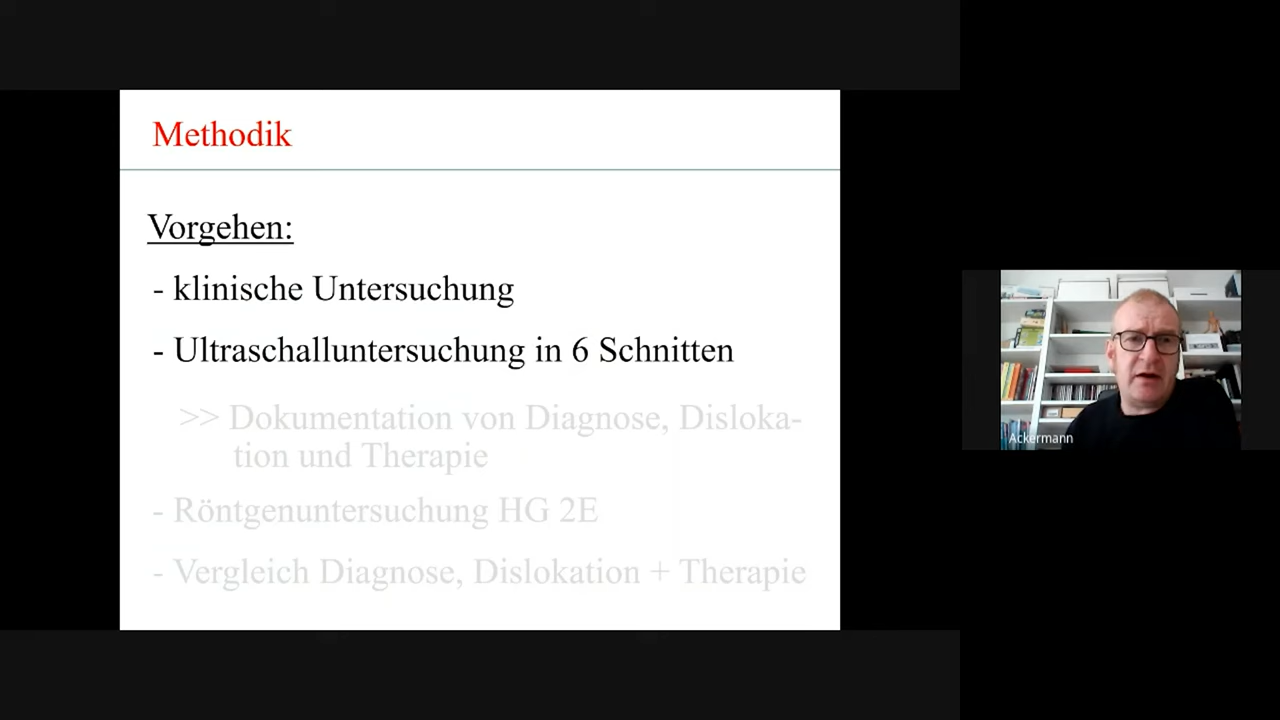 Methodik
Vorgehen:
- klinische Untersuchung
- Ultraschalluntersuchung in 6 Schnitten
>> Dokumentation von Diagnose, Disloka-
tion und Therapie
- Röntgenuntersuchung HG 2E
- Vergleich Diagnose, Dislokation + Therapie
Ackermann